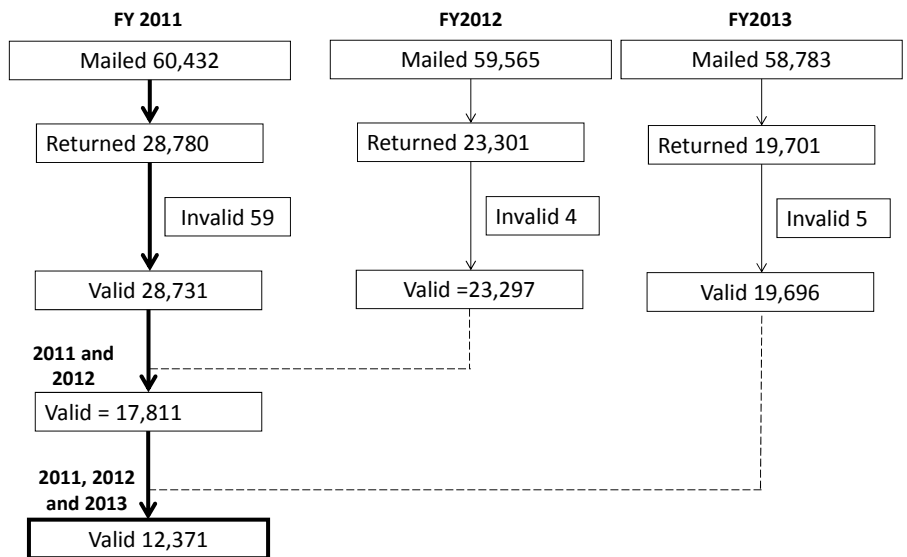 FY 2011
Mailed 60,432
Returned 28,780
Invalid 59
Valid 28,731
2011 and
2012
Valid = 17,811
2011, 2012
and 2013
Valid 12,371
FY2012
Mailed 59,565
Returned 23,301
Invalid 4
Valid =23,297
FY2013
Mailed 58,783
Returned 19,701
Invalid 5
Valid 19,696